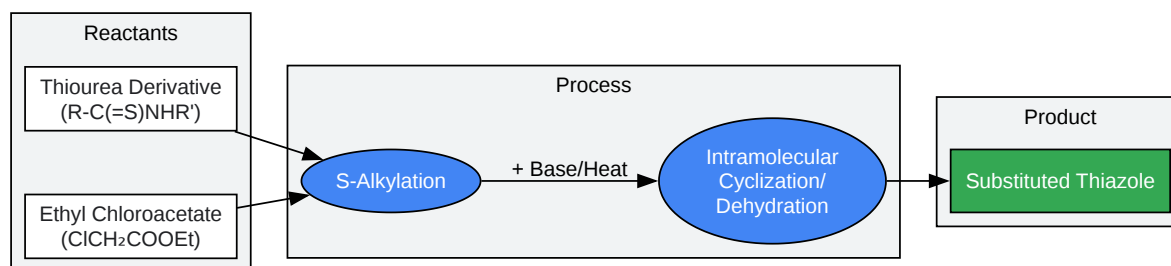 Reactants
Thiourea Derivative
(R-C(=S)NHR')
Ethyl Chloroacetate
(ClCH₂COOEt)
Process
S-Alkylation
+ Base/Heat
Intramolecular
Cyclization/
Dehydration
Product
Substituted Thiazole